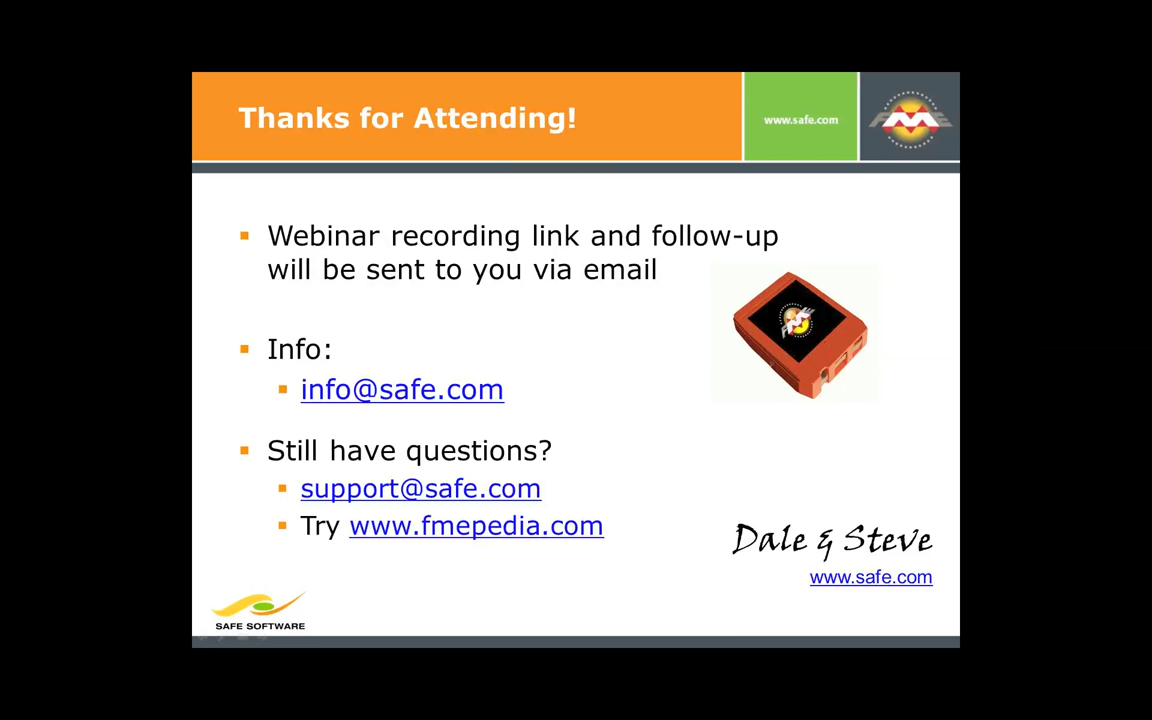 Thanks for Attending!
www.safe.com
FME
Webinar recording link and follow-up
will be sent to you via email
FME
Info:
info@safe.com
Still have questions?
support@safe.com
Try www.fmepedia.com
Dale & Steve
www.safe.com
SAFE SOFTWARE